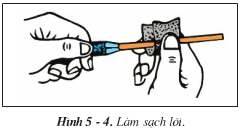 Hình 5 - 4. Làm sạch lõi.